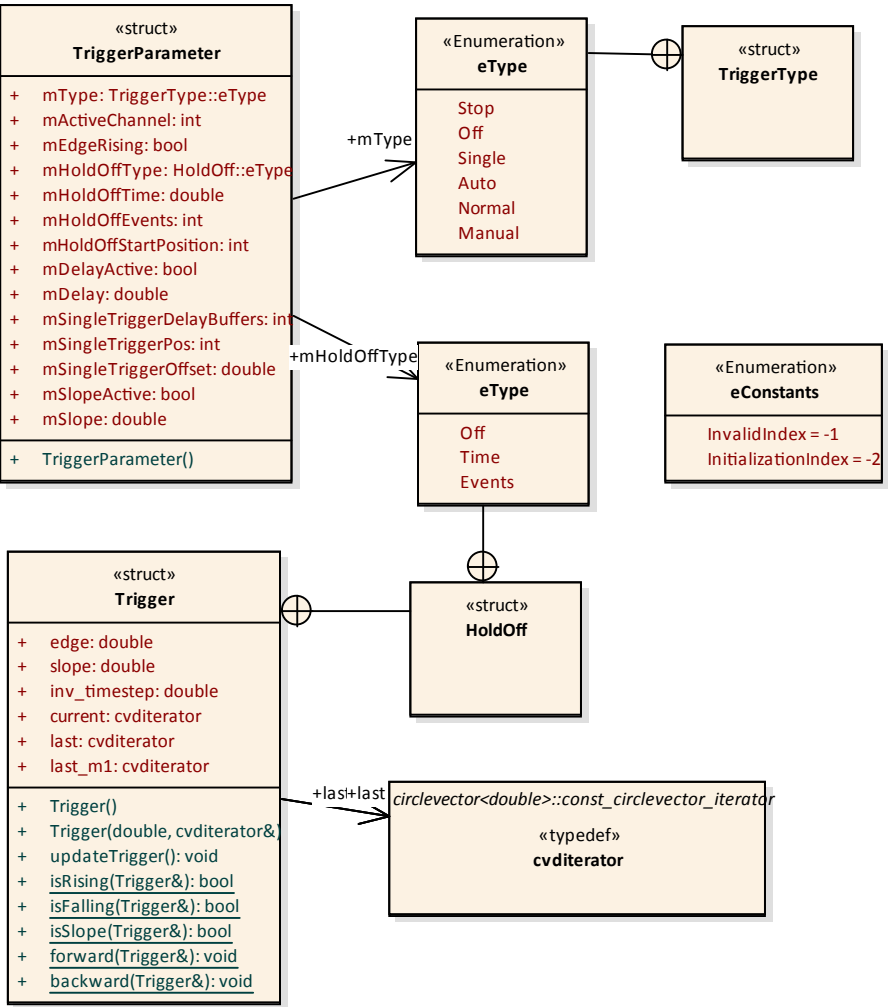 «struct»
TriggerParameter
+ mType: TriggerType::eType
+ mActiveChannel: int
+ mEdgeRising: bool
+ mHoldOffType: HoldOff::eType
+ mHoldOffTime: double
+ mHoldOffEvents: int
+ mHoldOffStartPosition: int
+ mDelayActive: bool
+ mDelay: double
+ mSingleTriggerDelayBuffers: int
+ mSingleTriggerPos: int
+ mSingleTriggerOffset: double
+ mSlopeActive: bool
+ mSlope: double
+ TriggerParameter()
+mType
«Enumeration»
eType
Stop
Off
Single
Auto
Normal
Manual
«struct»
TriggerType
+mHoldOffType
«Enumeration»
eType
Off
Time
Events
«Enumeration»
eConstants
InvalidIndex = -1
InitializationIndex = -2
«struct»
Trigger
+ edge: double
+ slope: double
+ inv_timestep: double
+ current: cvditerator
+ last: cvditerator
+ last_m1: cvditerator
+ Trigger()
+ Trigger(double, cvditerator&)
+ updateTrigger(): void
+ isRising(Trigger&): bool
+ isFalling(Trigger&): bool
+ isSlope(Trigger&): bool
+ forward(Trigger&): void
+ backward(Trigger&): void
«struct»
HoldOff
+last
circlevector<double>::const_circlevector_iterator
«typedef»
cvditerator